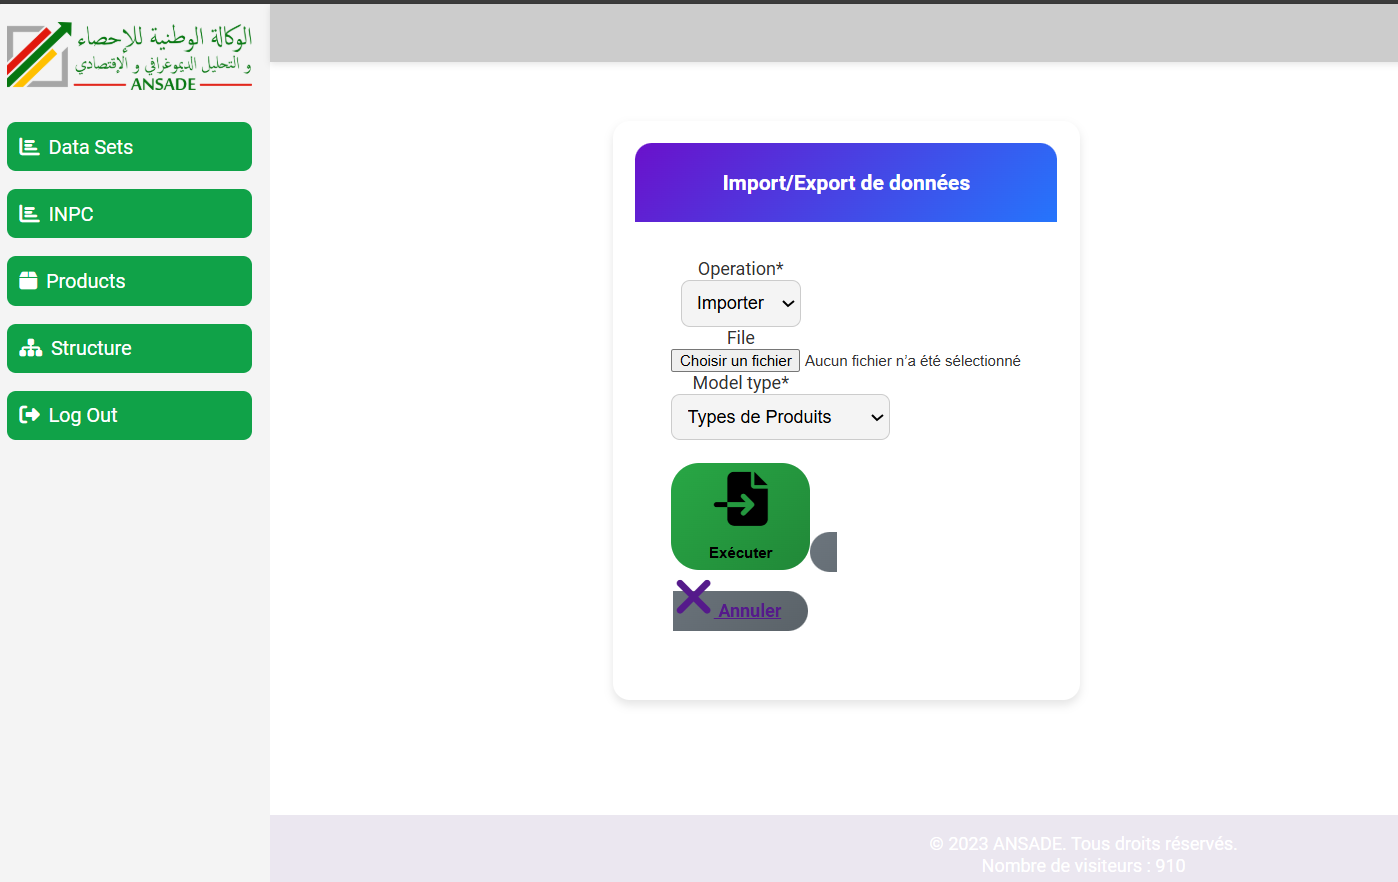 الوكالة الوطنية للإحصاء
و التحليل الديموغرافي و الإقتصادي
ANSADE
Data Sets
INPC
Products
Structure
Log Out
Import/Export de données
Operation*
Importer
File
Choisir un fichier Aucun fichier n’a été sélectionné
Model type*
Types de Produits
Exécuter
Annuler
© 2023 ANSADE. Tous droits réservés.
Nombre de visiteurs : 910